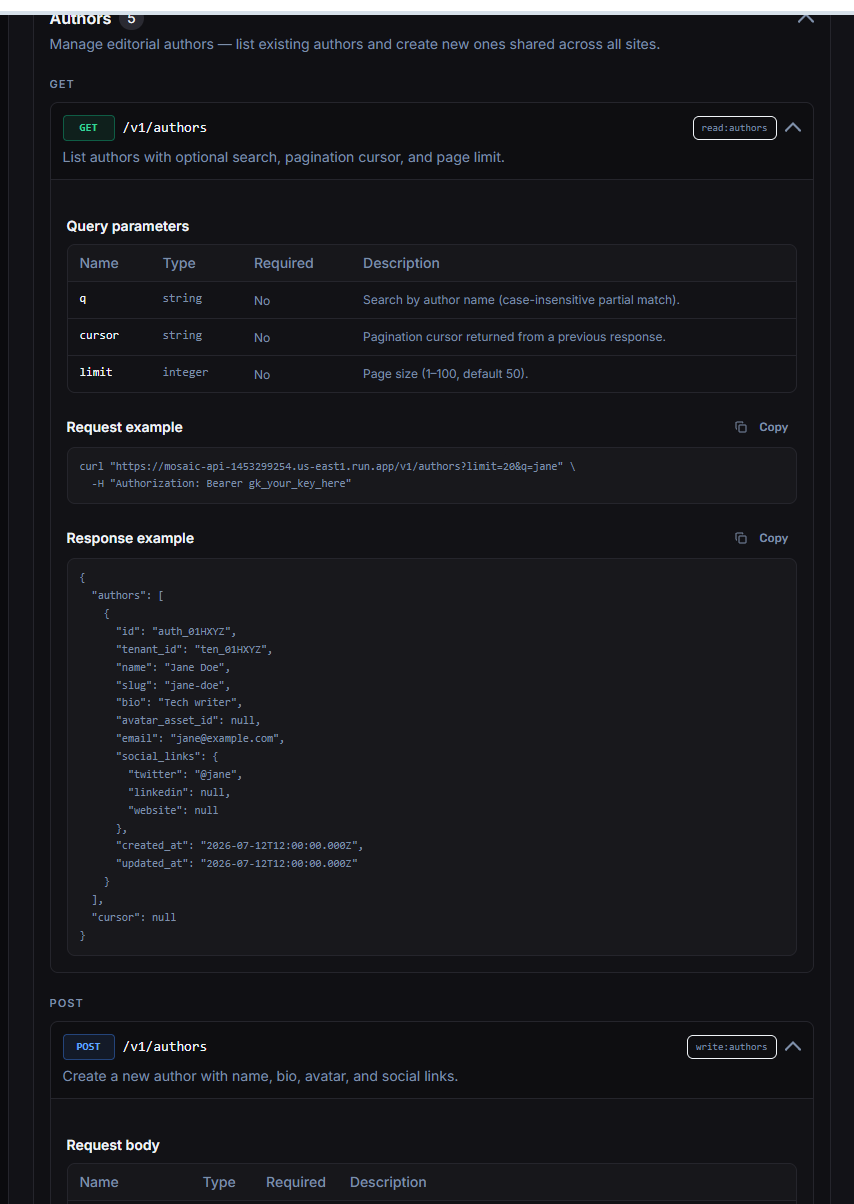 Authors 5
Manage editorial authors — list existing authors and create new ones shared across all sites.
GET
GET /v1/authors read:authors
List authors with optional search, pagination cursor, and page limit.
Query parameters
Name Type Required Description
q string No Search by author name (case-insensitive partial match).
cursor string No Pagination cursor returned from a previous response.
limit integer No Page size (1–100, default 50).
Request example Copy
curl "https://mosaic-api-1453299254.us-east1.run.app/v1/authors?limit=20&q=jane" \
-H "Authorization: Bearer gk_your_key_here"
Response example Copy
{
"authors": [
{
"id": "auth_01HXYZ",
"tenant_id": "ten_01HXYZ",
"name": "Jane Doe",
"slug": "jane-doe",
"bio": "Tech writer",
"avatar_asset_id": null,
"email": "jane@example.com",
"social_links": {
"twitter": "@jane",
"linkedin": null,
"website": null
},
"created_at": "2026-07-12T12:00:00.000Z",
"updated_at": "2026-07-12T12:00:00.000Z"
}
],
"cursor": null
}
POST
POST /v1/authors write:authors
Create a new author with name, bio, avatar, and social links.
Request body
Name Type Required Description